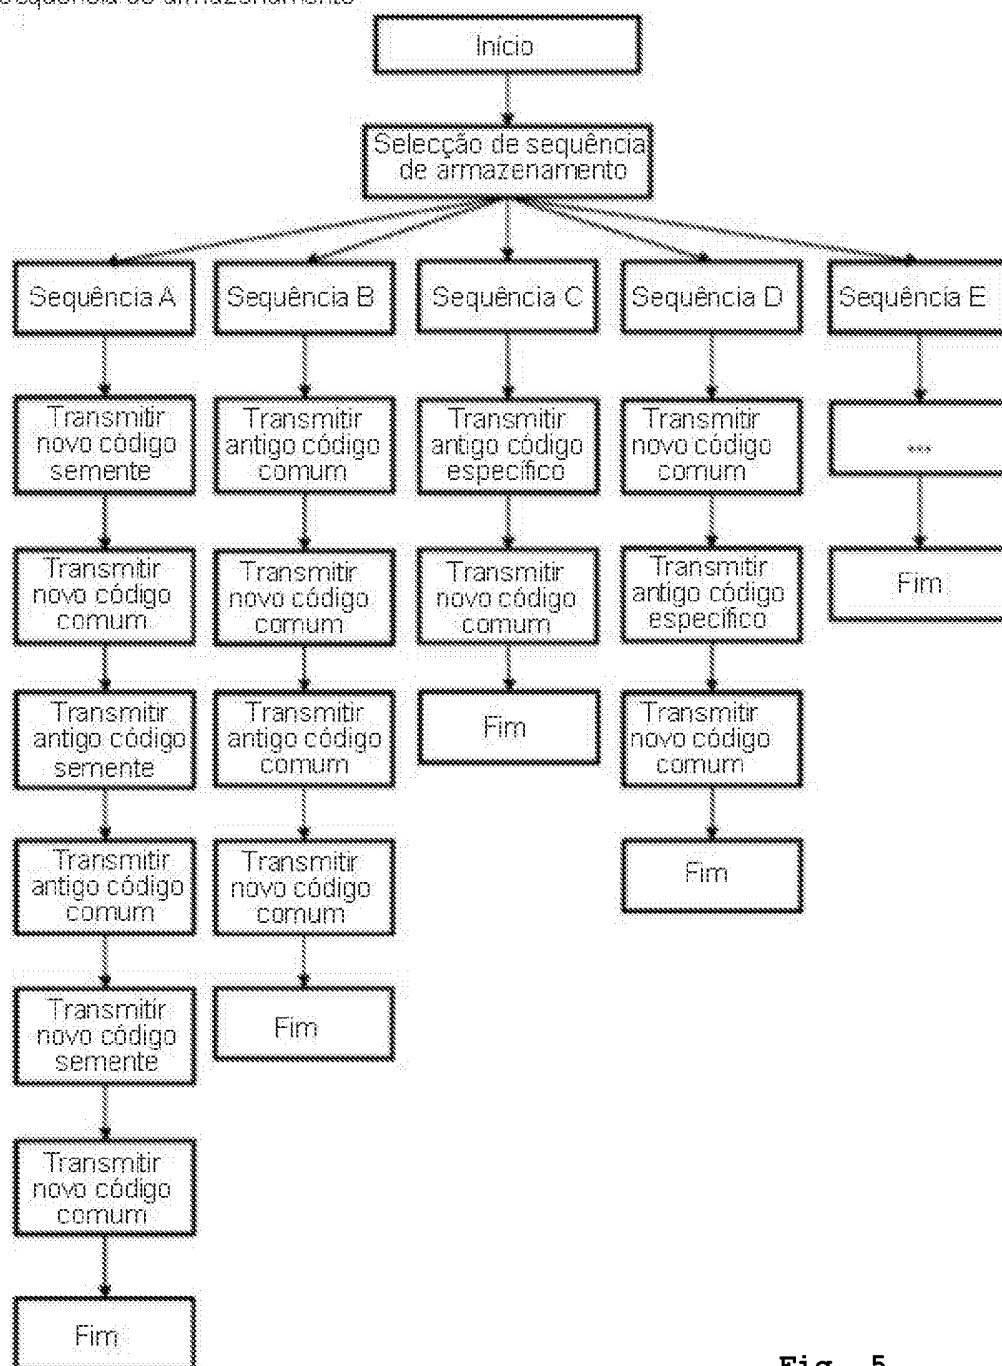 sequência de armazenamento
Início
Selecção de sequência
de armazenamento
Sequência A
Sequência B
Sequência C
Sequência D
Sequência E
Transmitir
novo código
semente
Transmitir
antigo código
comum
Transmitir
antigo código
específico
Transmitir
novo código
comum
...
Transmitir
novo código
comum
Transmitir
novo código
comum
Transmitir
novo código
comum
Transmitir
antigo código
específico
Fim
Transmitir
antigo código
semente
Transmitir
antigo código
comum
Fim
Transmitir
novo código
comum
Transmitir
antigo código
comum
Transmitir
novo código
comum
Fim
Transmitir
novo código
semente
Fim
Transmitir
novo código
comum
Fim
Fig. 5